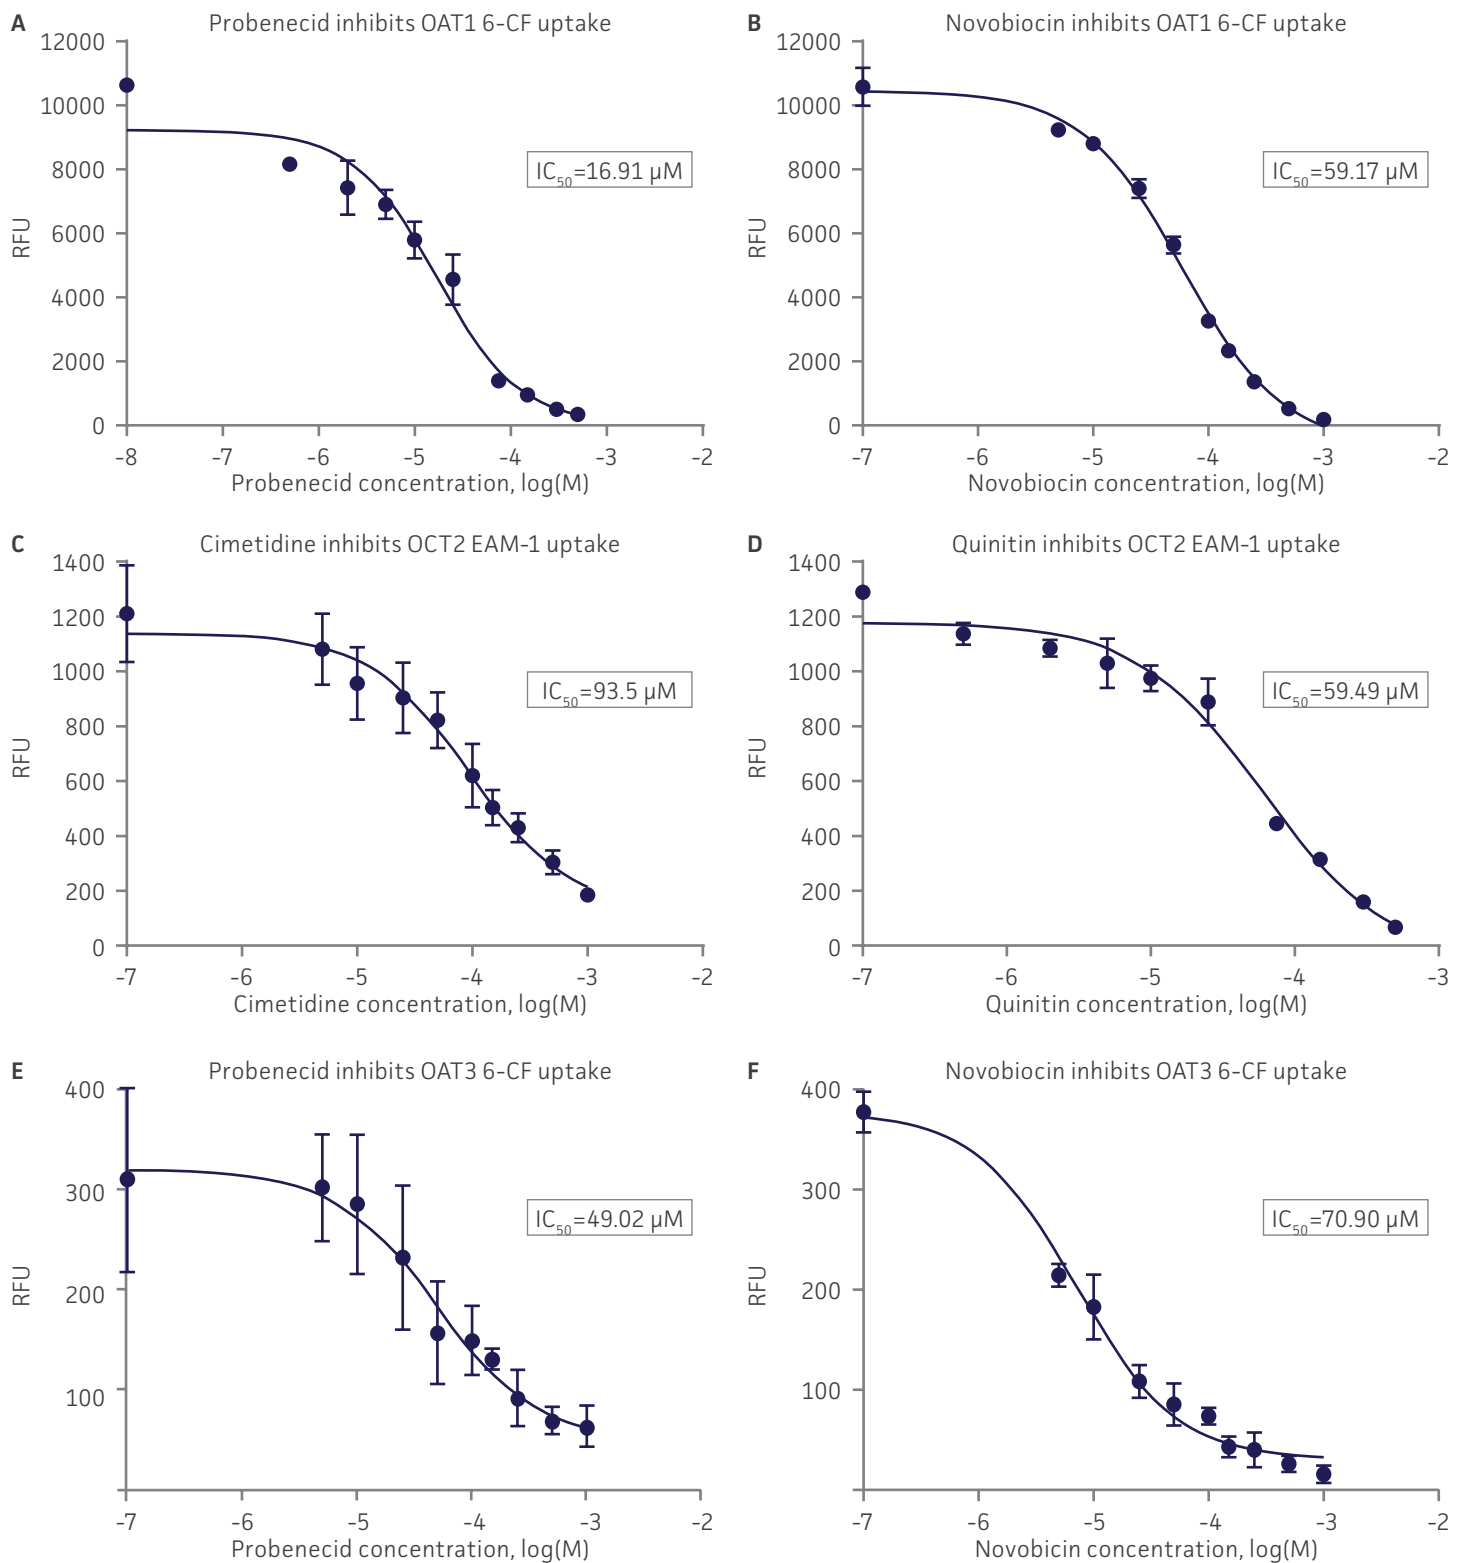 A Probenecid inhibits OAT1 6-CF uptake
12000
10000
8000
6000
4000
2000
0
RFU
IC50=16.91 µM
-8 -7 -6 -5 -4 -3 -2
Probenecid concentration, log(M)
B Novobiocin inhibits OAT1 6-CF uptake
12000
10000
8000
6000
4000
2000
0
RFU
IC50=59.17 µM
-7 -6 -5 -4 -3 -2
Novobiocin concentration, log(M)
C Cimetidine inhibits OCT2 EAM-1 uptake
1400
1200
1000
800
600
400
200
0
RFU
IC50=93.5 µM
-7 -6 -5 -4 -3 -2
Cimetidine concentration, log(M)
D Quinitin inhibits OCT2 EAM-1 uptake
1400
1200
1000
800
600
400
200
0
RFU
IC50=59.49 µM
-7 -6 -5 -4 -3
Quinitin concentration, log(M)
E Probenecid inhibits OAT3 6-CF uptake
400
300
200
100
RFU
IC50=49.02 µM
-7 -6 -5 -4 -3 -2
Probenecid concentration, log(M)
F Novobiocin inhibits OAT3 6-CF uptake
400
300
200
100
RFU
IC50=70.90 µM
-7 -6 -5 -4 -3 -2
Novobicin concentration, log(M)